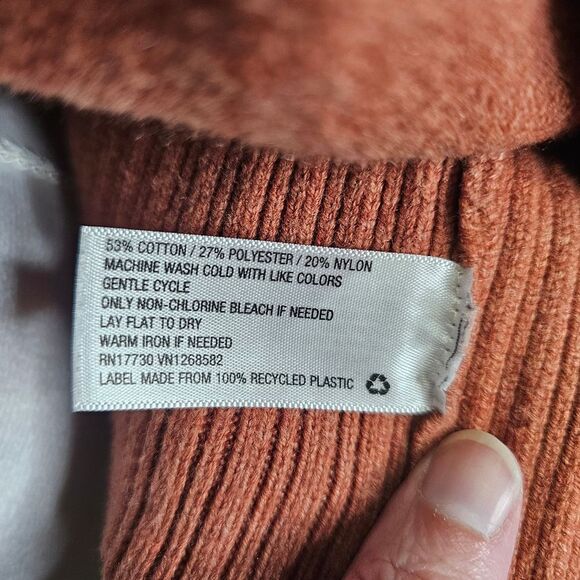 53% COTTON / 27% POLYESTER / 20% NYLON
MACHINE WASH COLD WITH LIKE COLORS
GENTLE CYCLE
ONLY NON-CHLORINE BLEACH IF NEEDED
LAY FLAT TO DRY
WARM IRON IF NEEDED
RN17730 VN1268582
LABEL MADE FROM 100% RECYCLED PLASTIC